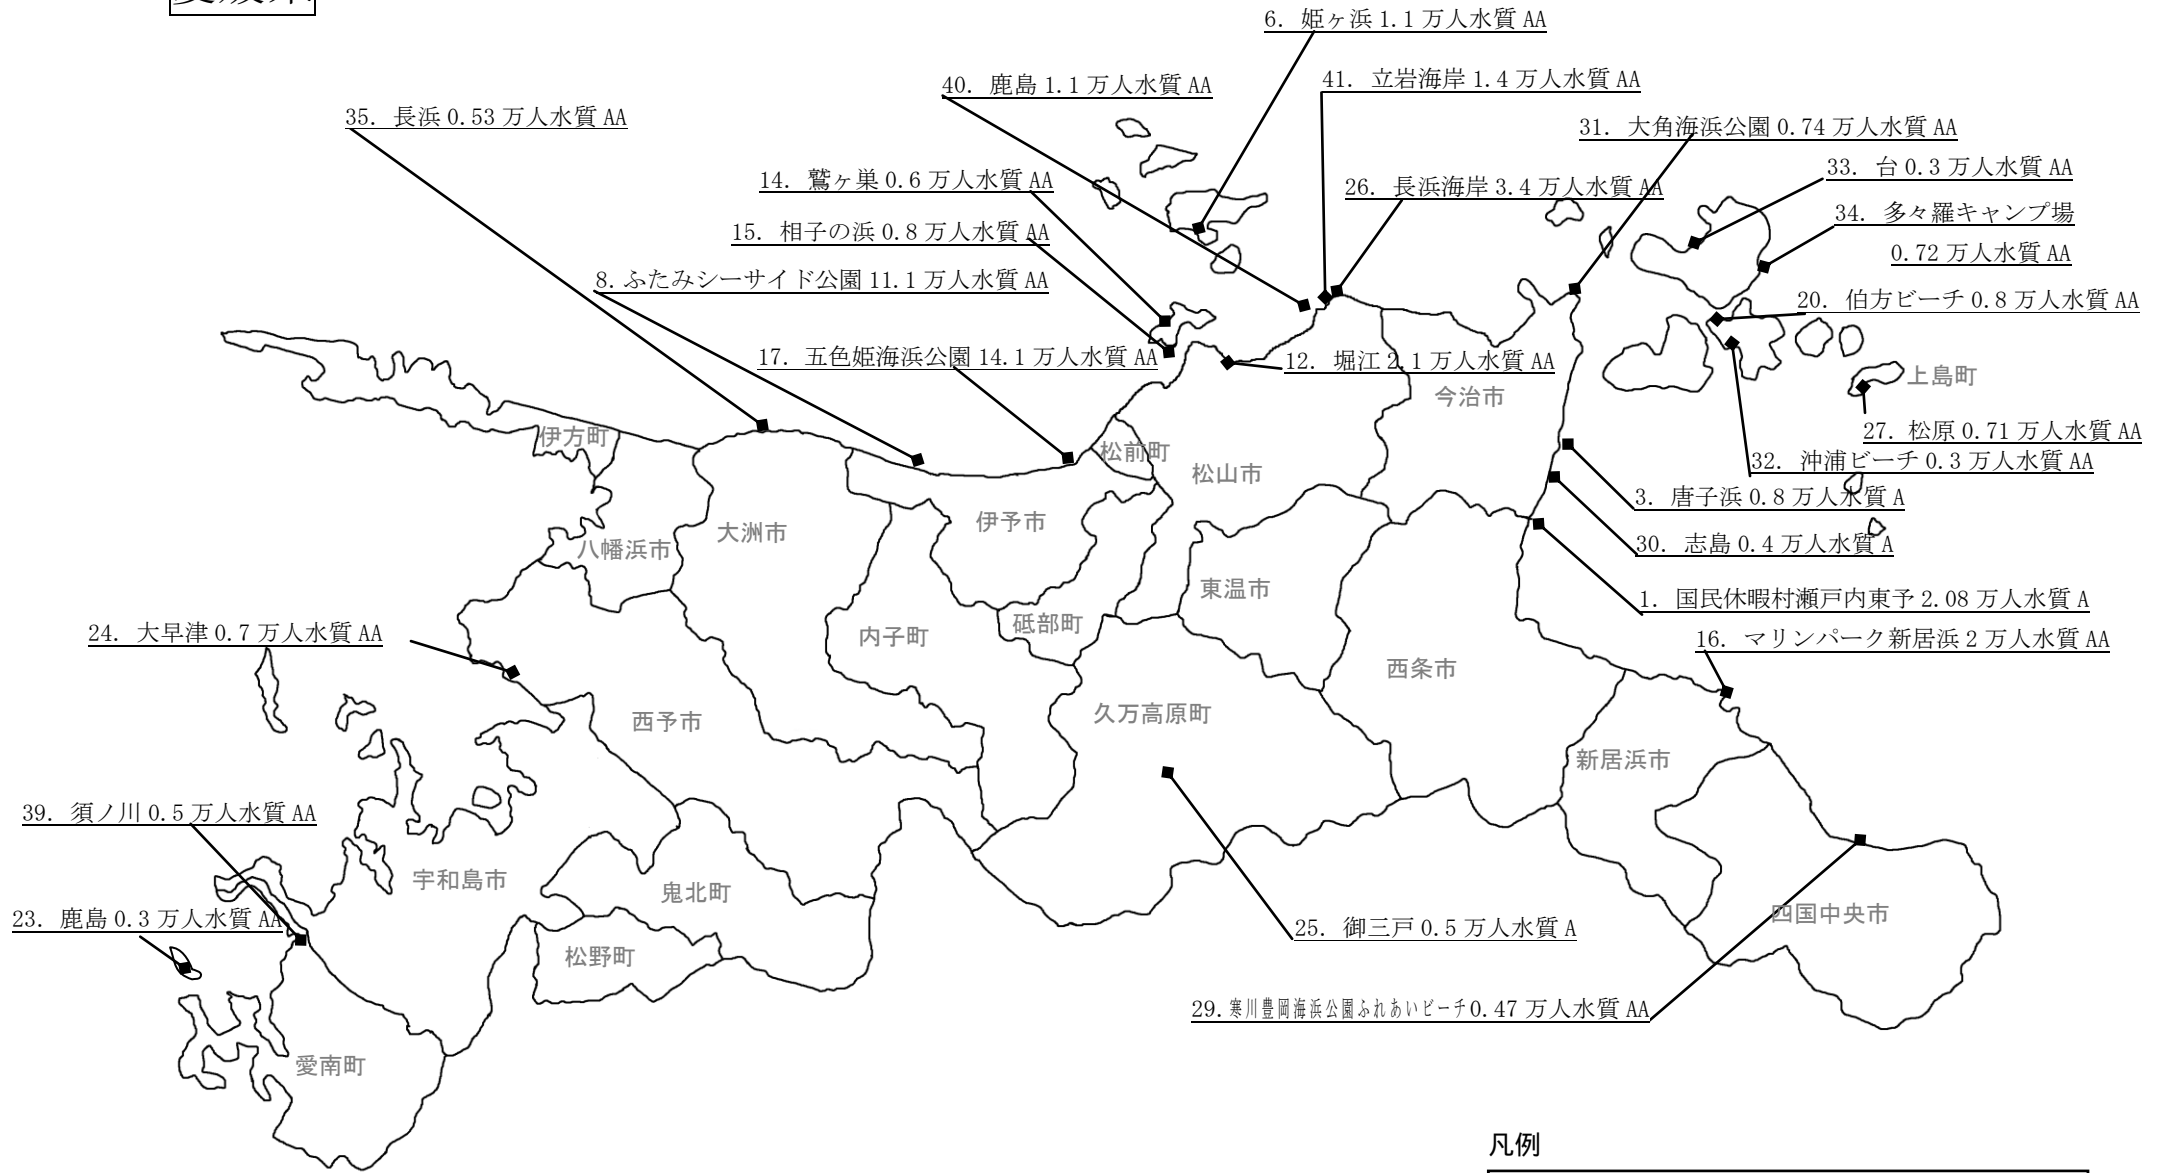 6. 姫ヶ浜 1.1 万人水質 AA
40. 鹿島 1.1 万人水質 AA
41. 立岩海岸 1.4 万人水質 AA
35. 長浜 0.53 万人水質 AA
31. 大角海浜公園 0.74 万人水質 AA
14. 鷲ヶ巣 0.6 万人水質 AA
26. 長浜海岸 3.4 万人水質 AA
33. 台 0.3 万人水質 AA
34. 多々羅キャンプ場
0.72 万人水質 AA
15. 相子の浜 0.8 万人水質 AA
8. ふたみシーサイド公園 11.1 万人水質 AA
20. 伯方ビーチ 0.8 万人水質 AA
17. 五色姫海浜公園 14.1 万人水質 AA
12. 堀江 2.1 万人水質 AA
上島町
今治市
27. 松原 0.71 万人水質 AA
伊方町
松前町
松山市
32. 沖浦ビーチ 0.3 万人水質 AA
3. 唐子浜 0.8 万人水質 A
大洲市
伊予市
八幡浜市
30. 志島 0.4 万人水質 A
東温市
1. 国民休暇村瀬戸内東予 2.08 万人水質 A
24. 大早津 0.7 万人水質 AA
内子町
砥部町
16. マリンパーク新居浜 2 万人水質 AA
西条市
西予市
久万高原町
新居浜市
39. 須ノ川 0.5 万人水質 AA
宇和島市
鬼北町
23. 鹿島 0.3 万人水質 AA
25. 御三戸 0.5 万人水質 A
四国中央市
松野町
29. 寒川豊岡海浜公園ふれあいビーチ 0.47 万人水質 AA
愛南町
凡例